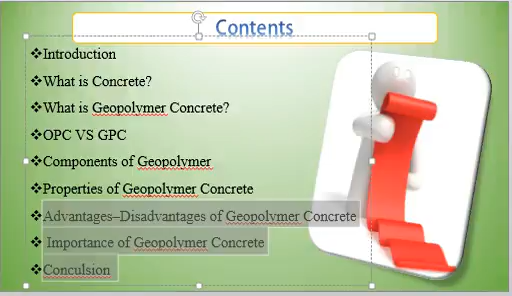 Contents
❖Introduction
❖What is Concrete?
❖What is Geopolymer Concrete?
❖OPC VS GPC
❖Components of Geopolymer
❖Properties of Geopolymer Concrete
❖Advantages–Disadvantages of Geopolymer Concrete
❖ Importance of Geopolymer Concrete
❖Conculsion